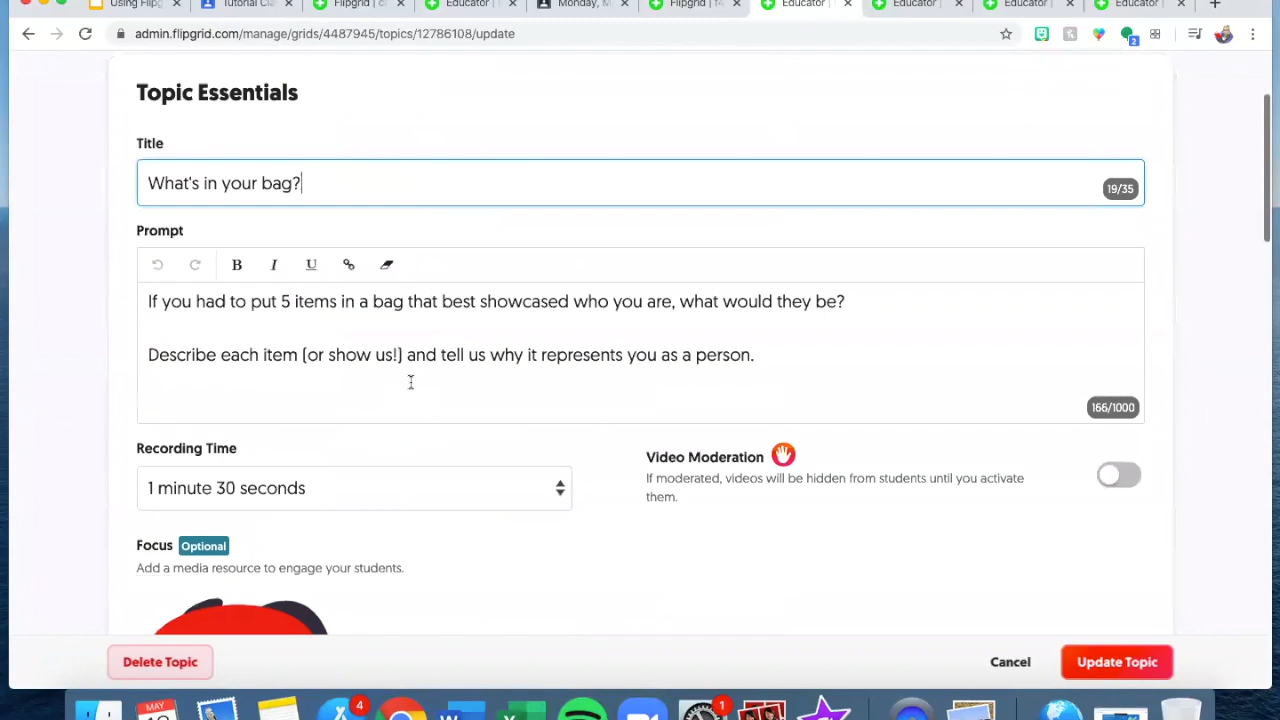 Using Flipg
Tutorial Cla
Flipgrid | c
Educator |
Monday, M
Flipgrid | f4
Educator |
Educator |
Educator |
Educator |
admin.flipgrid.com/manage/grids/4487945/topics/12786108/update
2
Topic Essentials
Title
What's in your bag?
19/35
Prompt
B I U
If you had to put 5 items in a bag that best showcased who you are, what would they be?
Describe each item (or show us!) and tell us why it represents you as a person.
166/1000
Recording Time
1 minute 30 seconds
Video Moderation
If moderated, videos will be hidden from students until you activate
them.
Focus Optional
Add a media resource to engage your students.
Delete Topic
Cancel
Update Topic
MAY
4
1